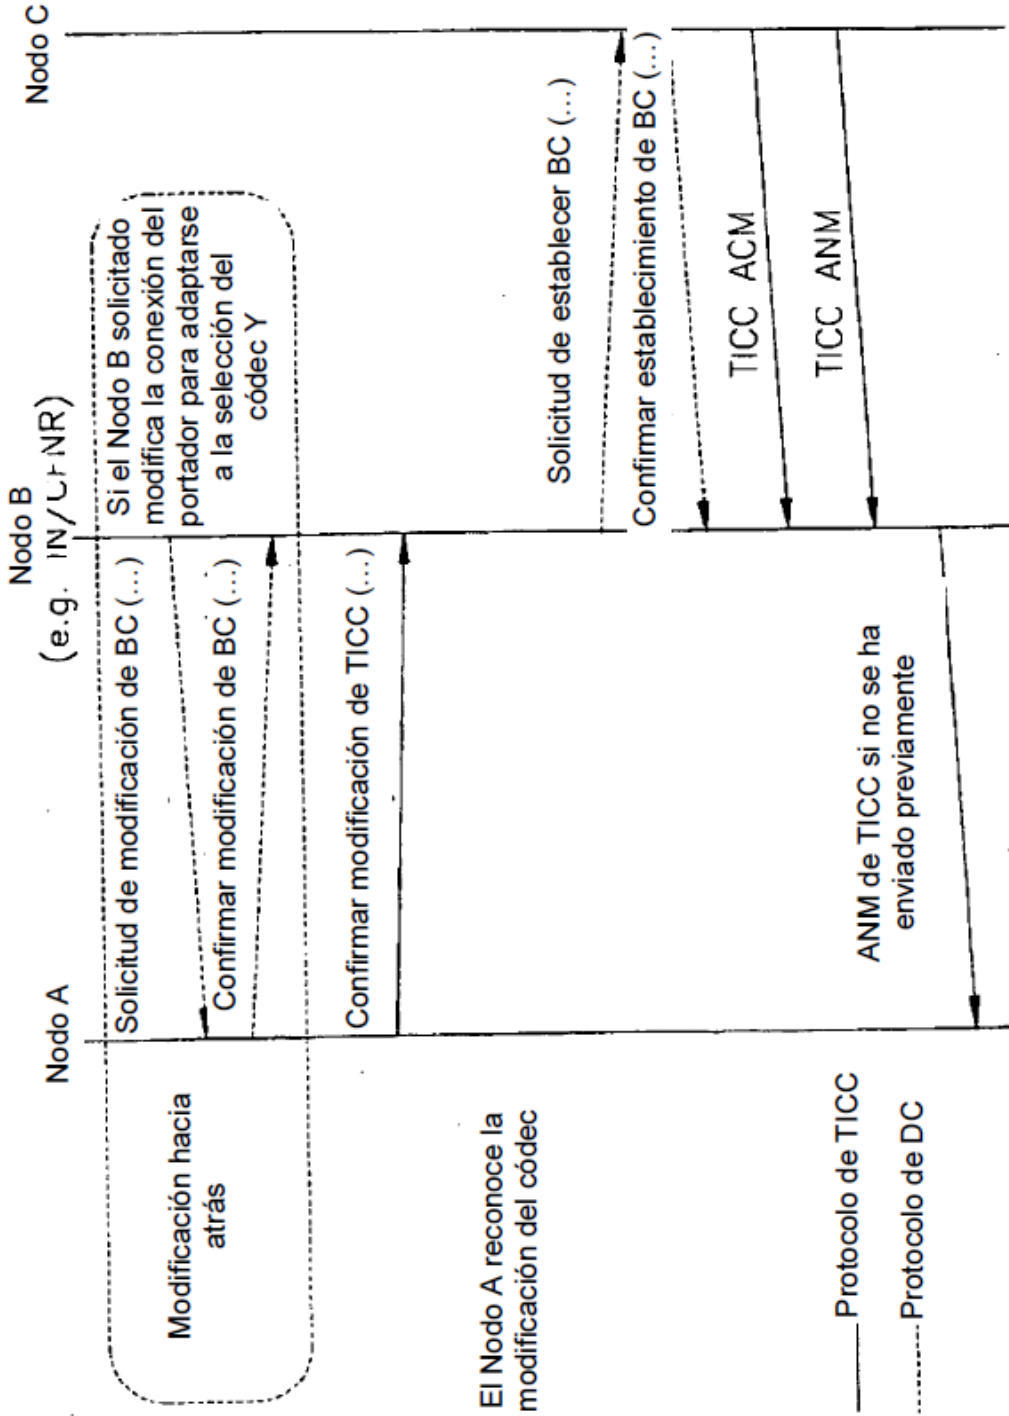 Nodo A
Nodo B
(e.g. IN/CFNR)
Nodo C
Modificación hacia
atrás
Solicitud de modificación de BC (...)
Confirmar modificación de BC (...)
Si el Nodo B solicitado
modifica la conexión del
portador para adaptarse
a la selección del
códec Y
Confirmar modificación de TICC (...)
El Nodo A reconoce la
modificación del códec
Solicitud de establecer BC (...)
Confirmar establecimiento de BC (...)
TICC ACM
TICC ANM
ANM de TICC si no se ha
enviado previamente
Protocolo de TICC
Protocolo de DC